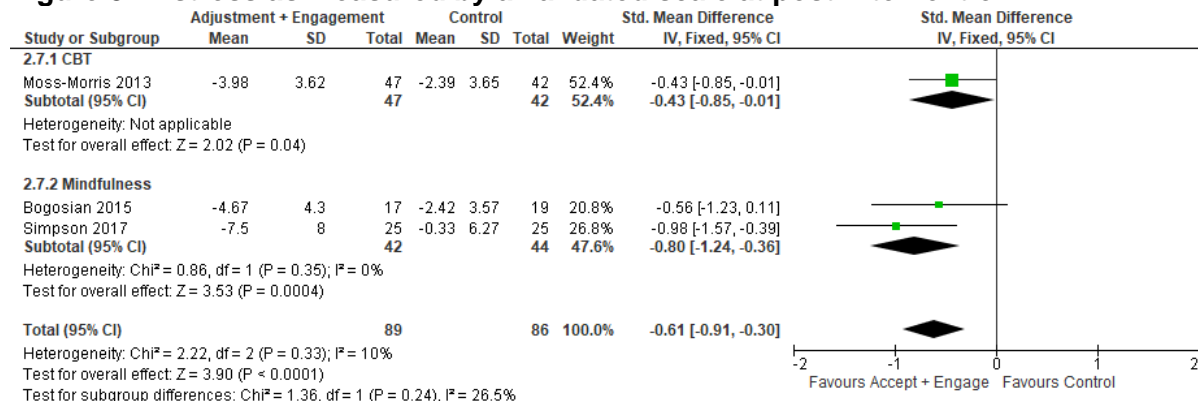 Adjustment + Engagement Control Std. Mean Difference Std. Mean Difference
Study or Subgroup Mean SD Total Mean SD Total Weight IV, Fixed, 95% CI IV, Fixed, 95% CI
2.7.1 CBT
Moss-Morris 2013 -3.98 3.62 47 -2.39 3.65 42 52.4% -0.43 [-0.85, -0.01]
Subtotal (95% CI) 47 42 52.4% -0.43 [-0.85, -0.01]
Heterogeneity: Not applicable
Test for overall effect: Z = 2.02 (P = 0.04)
2.7.2 Mindfulness
Bogosian 2015 -4.67 4.3 17 -2.42 3.57 19 20.8% -0.56 [-1.23, 0.11]
Simpson 2017 -7.5 8 25 -0.33 6.27 25 26.8% -0.98 [-1.57, -0.39]
Subtotal (95% CI) 42 44 47.6% -0.80 [-1.24, -0.36]
Heterogeneity: Chi² = 0.86, df = 1 (P = 0.35); I² = 0%
Test for overall effect: Z = 3.53 (P = 0.0004)
Total (95% CI) 89 86 100.0% -0.61 [-0.91, -0.30]
Heterogeneity: Chi² = 2.22, df = 2 (P = 0.33); I² = 10%
Test for overall effect: Z = 3.90 (P < 0.0001)
Test for subgroup differences: Chi² = 1.36, df = 1 (P = 0.24), I² = 26.5%
-2 -1 0 1 2
Favours Accept + Engage Favours Control